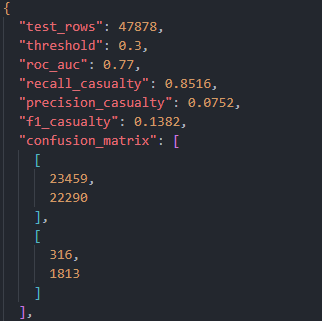 {
"test_rows": 47878,
"threshold": 0.3,
"roc_auc": 0.77,
"recall_casualty": 0.8516,
"precision_casualty": 0.0752,
"f1_casualty": 0.1382,
"confusion_matrix": [
[
23459,
22290
],
[
316,
1813
]
],